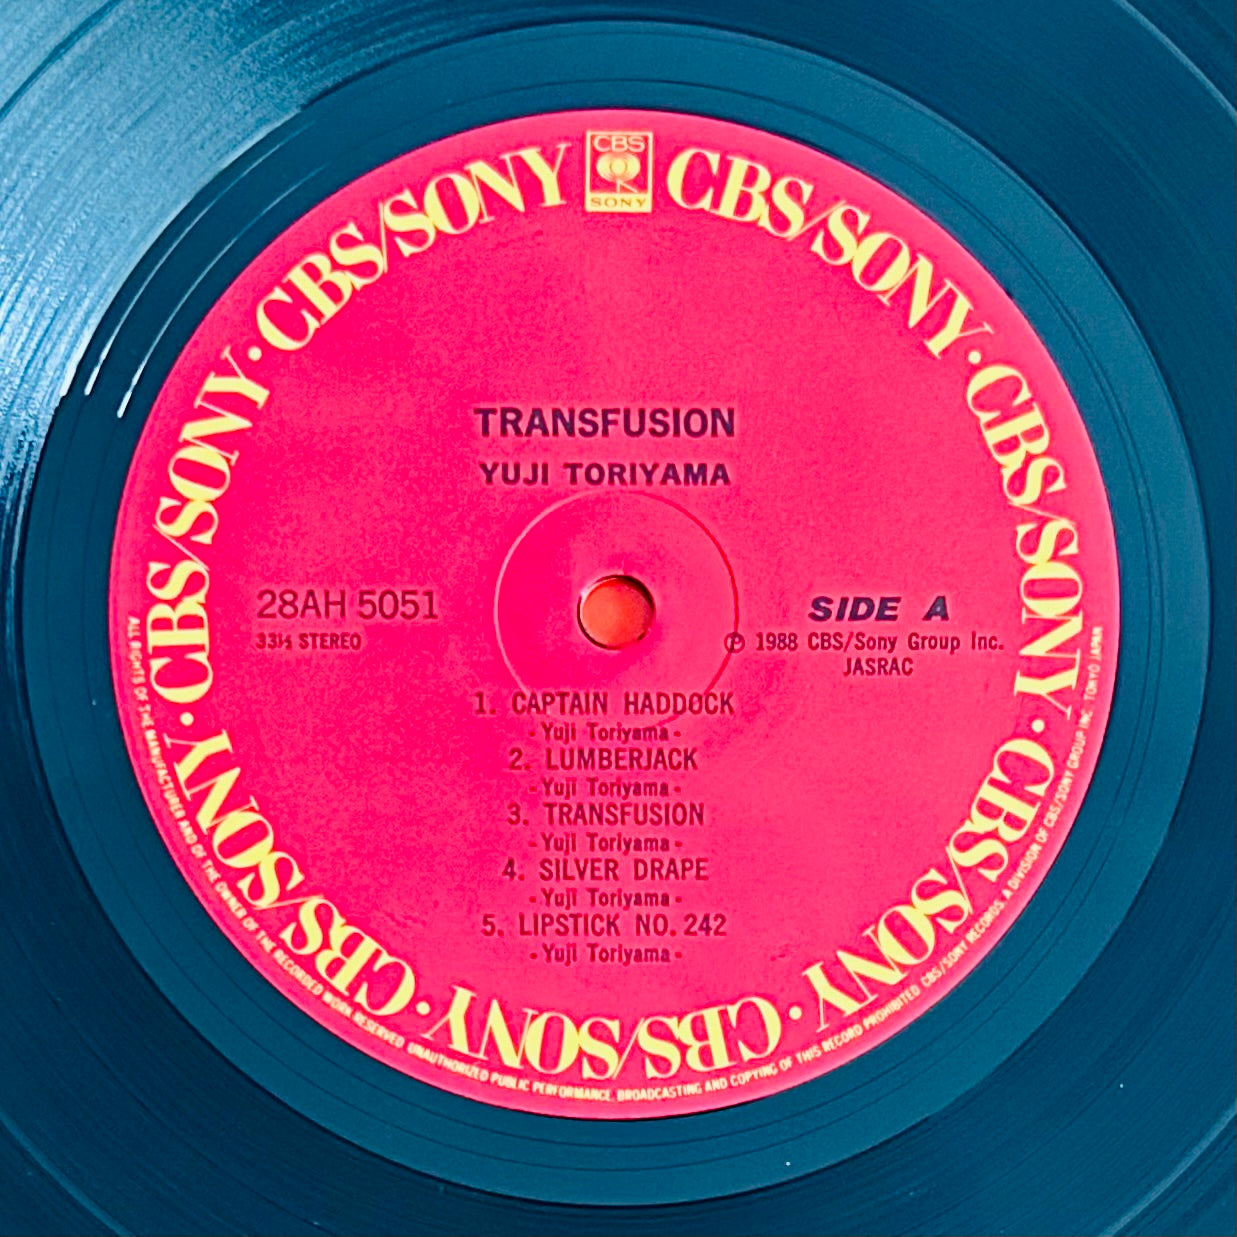 CBS
SONY
CBS/SONY · CBS/SONY · CBS/SONY · CBS/SONY · CBS/SONY · CBS/SONY · CBS/SONY
TRANSFUSION
YUJI TORIYAMA
28AH 5051
33⅓ STEREO
SIDE A
Ⓟ 1988 CBS/Sony Group Inc.
JASRAC
1. CAPTAIN HADDOCK
- Yuji Toriyama -
2. LUMBERJACK
- Yuji Toriyama -
3. TRANSFUSION
- Yuji Toriyama -
4. SILVER DRAPE
- Yuji Toriyama -
5. LIPSTICK NO. 242
- Yuji Toriyama -
ALL RIGHTS OF THE MANUFACTURER AND OF THE OWNER OF THE RECORDED WORK RESERVED UNAUTHORIZED PUBLIC PERFORMANCE, BROADCASTING AND COPYING OF THIS RECORD PROHIBITED CBS/SONY RECORDS, A DIVISION OF CBS/SONY GROUP INC. TOKYO JAPAN